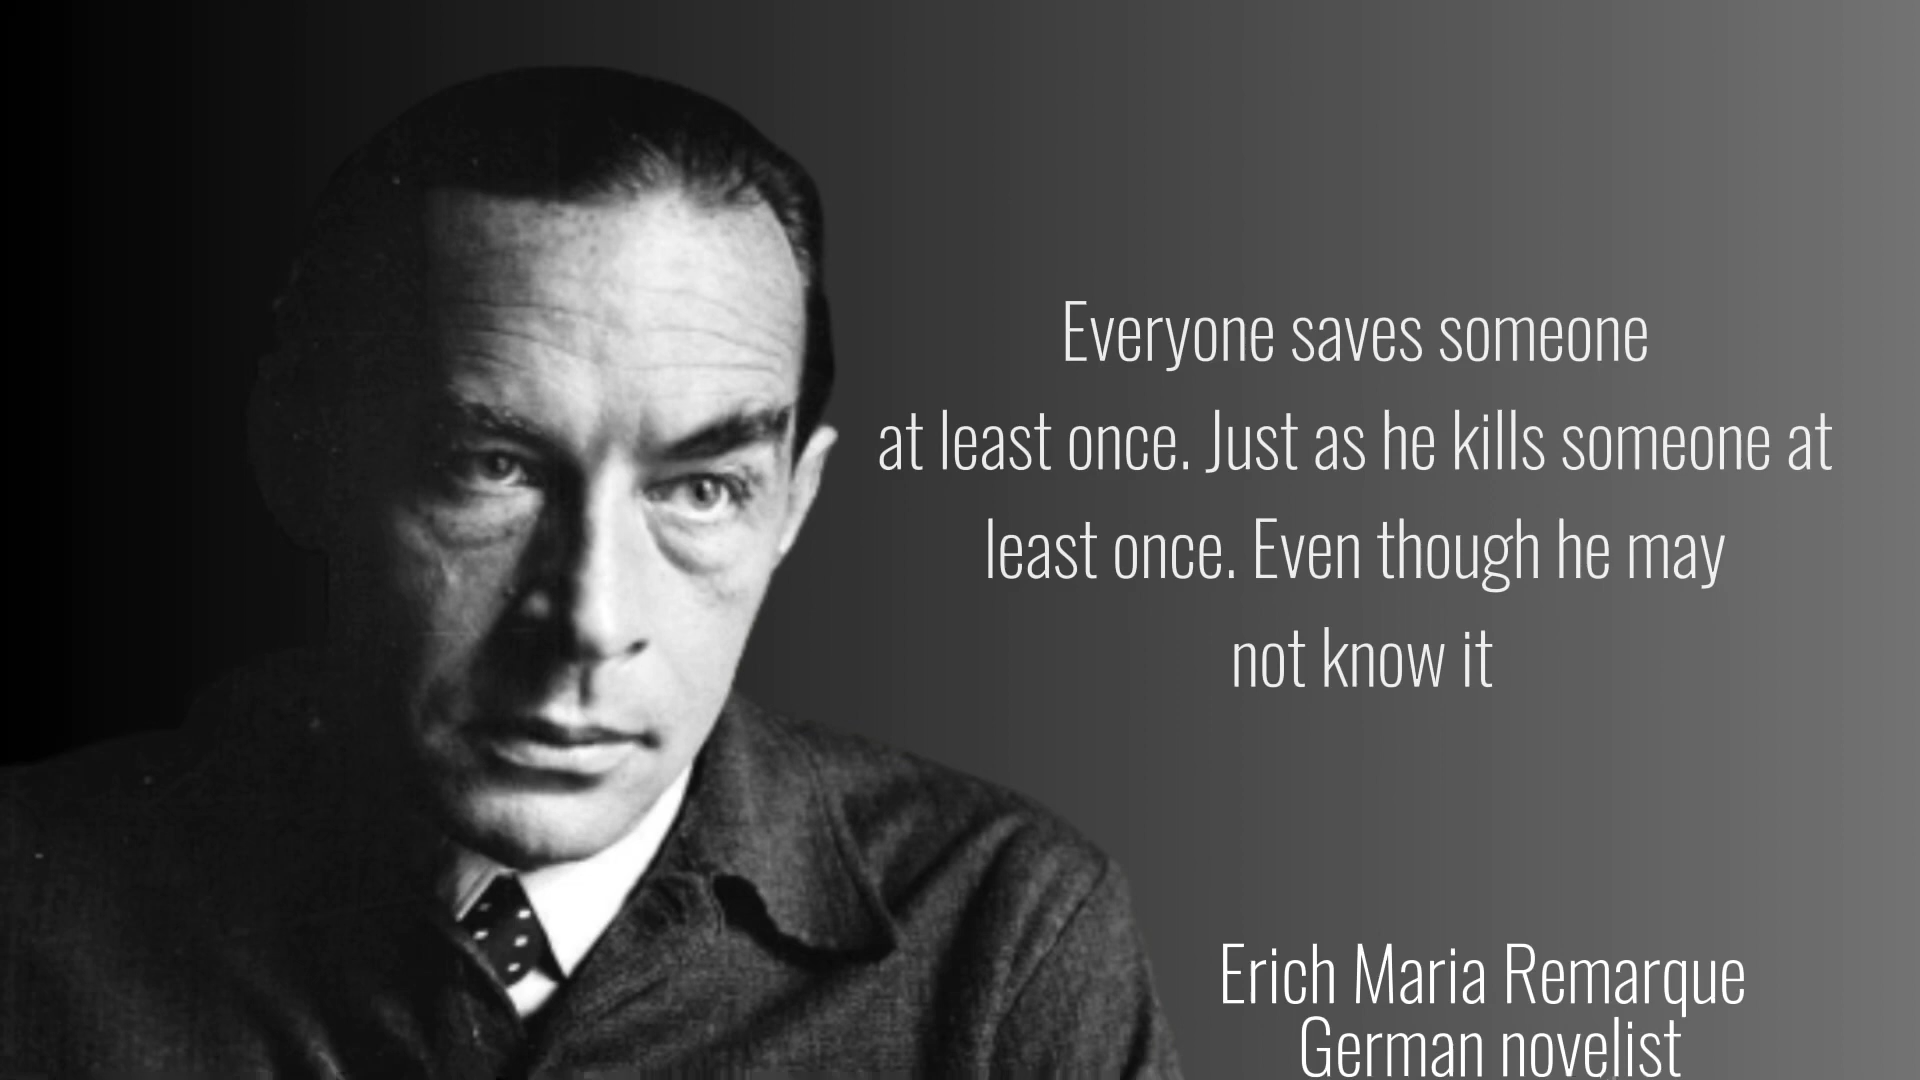 Everyone saves someone
at least once. Just as he kills someone at
least once. Even though he may
not know it
Erich Maria Remarque
German novelist